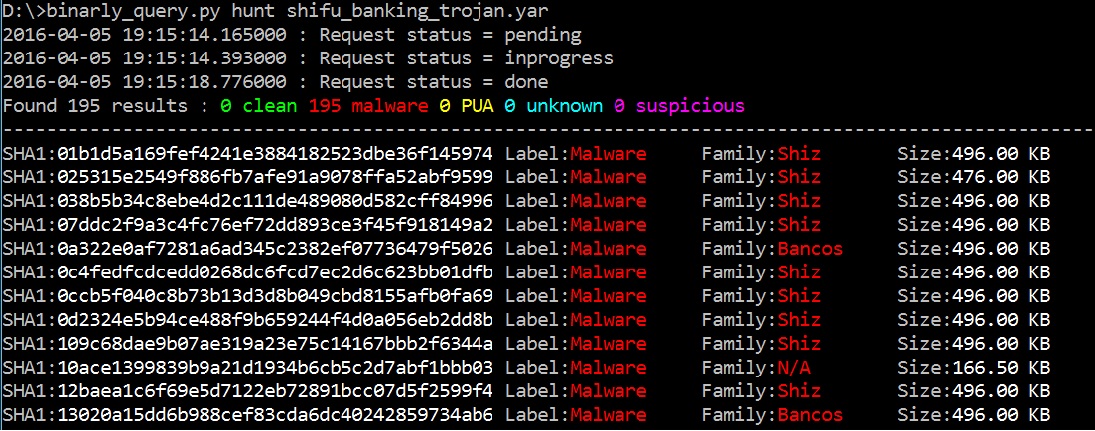 D:\>binarly_query.py hunt shifu_banking_trojan.yar
2016-04-05 19:15:14.165000 : Request status = pending
2016-04-05 19:15:14.393000 : Request status = inprogress
2016-04-05 19:15:18.776000 : Request status = done
Found 195 results : 0 clean 195 malware 0 PUA 0 unknown 0 suspicious
--------------------------------------------------------------------------------------------
SHA1:01b1d5a169fef4241e3884182523dbe36f145974 Label:Malware Family:Shiz Size:496.00 KB
SHA1:025315e2549f886fb7afe91a9078ffa52abf9599 Label:Malware Family:Shiz Size:476.00 KB
SHA1:038b5b34c8ebe4d2c111de489080d582cff84996 Label:Malware Family:Shiz Size:496.00 KB
SHA1:07ddc2f9a3c4fc76ef72dd893ce3f45f918149a2 Label:Malware Family:Shiz Size:496.00 KB
SHA1:0a322e0af7281a6ad345c2382ef07736479f5026 Label:Malware Family:Bancos Size:496.00 KB
SHA1:0c4fedfcdcedd0268dc6fcd7ec2d6c623bb01dfb Label:Malware Family:Shiz Size:496.00 KB
SHA1:0ccb5f040c8b73b13d3d8b049cbd8155afb0fa69 Label:Malware Family:Shiz Size:496.00 KB
SHA1:0d2324e5b94ce488f9b659244f4d0a056eb2dd8b Label:Malware Family:Shiz Size:496.00 KB
SHA1:109c68dae9b07ae319a23e75c14167bbb2f6344a Label:Malware Family:Shiz Size:496.00 KB
SHA1:10ace1399839b9a21d1934b6cb5c2d7abf1bbb03 Label:Malware Family:N/A Size:166.50 KB
SHA1:12baea1c6f69e5d7122eb72891bcc07d5f2599f4 Label:Malware Family:Shiz Size:496.00 KB
SHA1:13020a15dd6b988cef83cda6dc40242859734ab6 Label:Malware Family:Bancos Size:496.00 KB